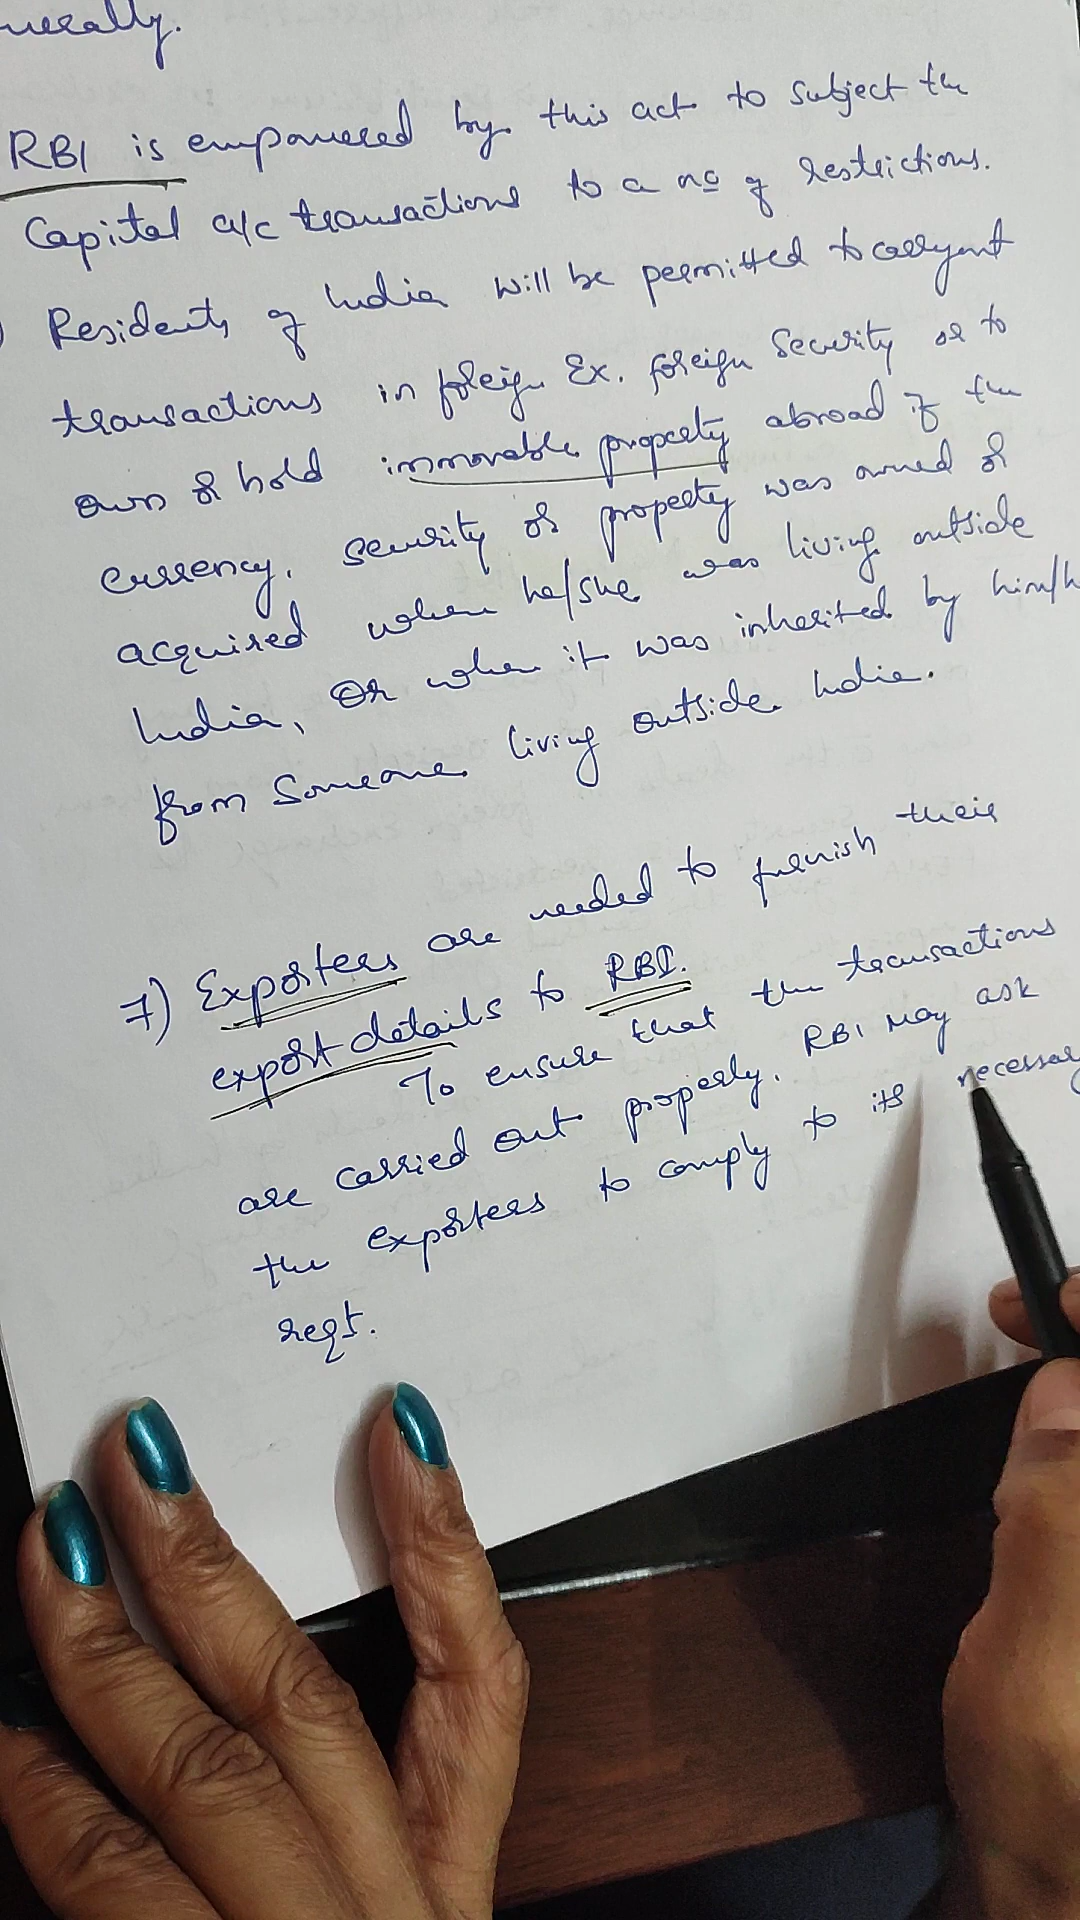 nerally.
RBI is empowered by this act to subject the
Capital a/c transactions to a no of restrictions.
) Residents of India will be permitted to carryout
transactions in foreign Ex. foreign Security or to
own or hold immovable property abroad if the
currency, security or property was owned or
acquired when he/she was living outside
India, or when it was inherited by him/h
from Someone living outside India.
7) Exporters are needed to furnish their
export details to RBI.
To ensure that the transactions
are carried out properly. RBI may ask
the exporters to comply to its necessary
reqt.